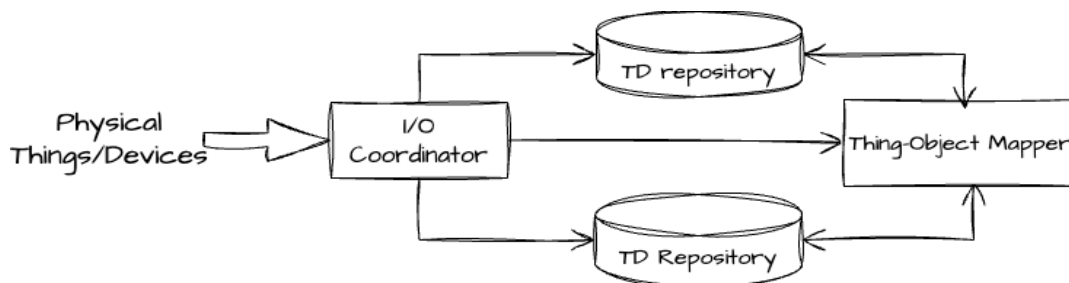 Physical
Things/Devices
I/O
Coordinator
TD repository
TD Repository
Thing-Object Mapper